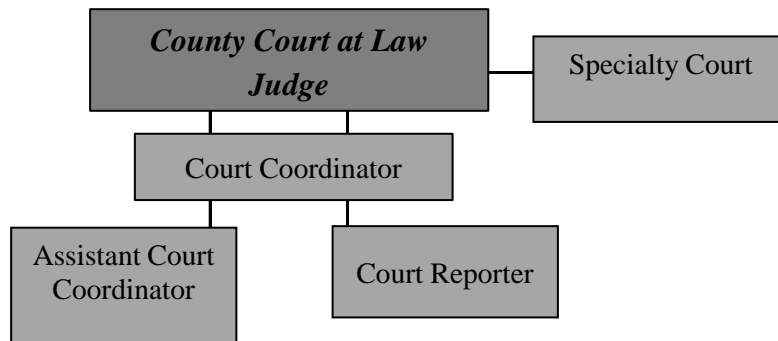 County Court at Law
Judge
Specialty Court
Court Coordinator
Assistant Court
Coordinator
Court Reporter